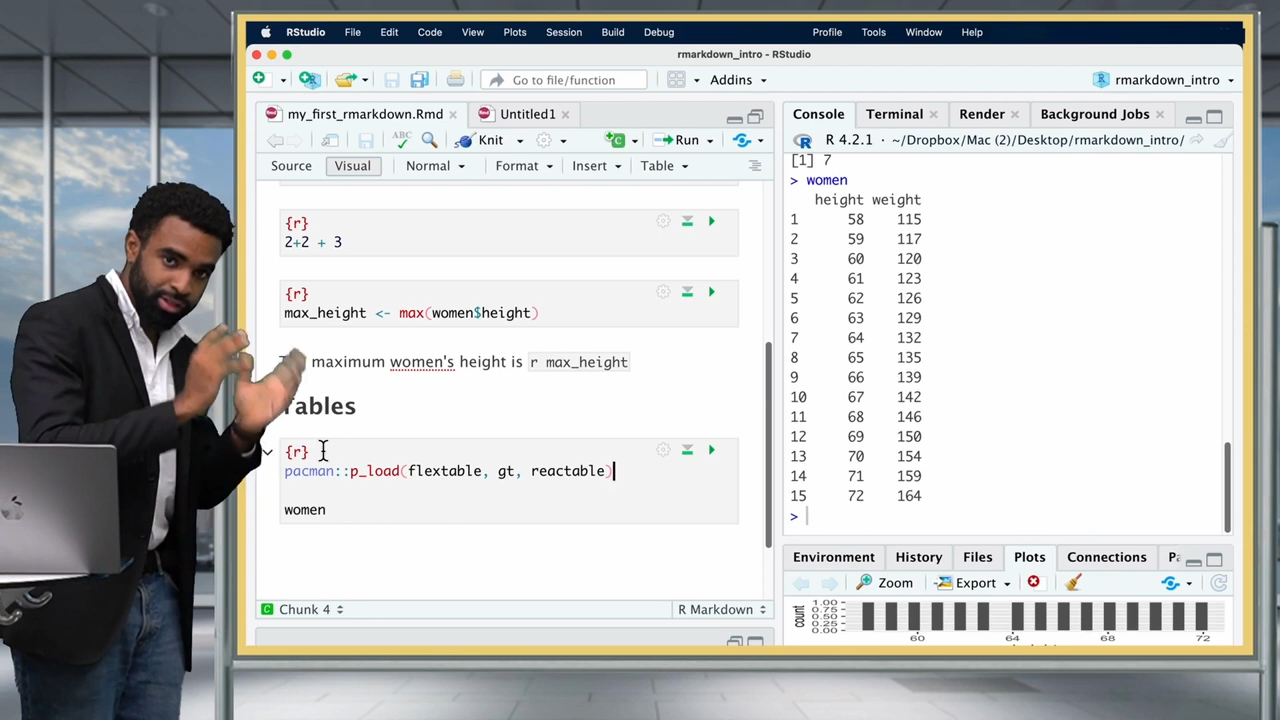 RStudio File Edit Code View Plots Session Build Debug Profile Tools Window Help
rmarkdown_intro - RStudio
Go to file/function Addins rmarkdown_intro
my_first_rmarkdown.Rmd Untitled1
ABC Knit Run
Source Visual Normal Format Insert Table
{r}
2+2 + 3
{r}
max_height <- max(women$height)
maximum women's height is r max_height
Tables
{r}
pacman::p_load(flextable, gt, reactable)
women
Chunk 4 R Markdown
Console Terminal Render Background Jobs
R 4.2.1 · ~/Dropbox/Mac (2)/Desktop/rmarkdown_intro/
[1] 7
> women
height weight
1 58 115
2 59 117
3 60 120
4 61 123
5 62 126
6 63 129
7 64 132
8 65 135
9 66 139
10 67 142
11 68 146
12 69 150
13 70 154
14 71 159
15 72 164
>
Environment History Files Plots Connections
Zoom Export
count
1.00
0.75
0.50
0.25
0.00
60 64 68 72